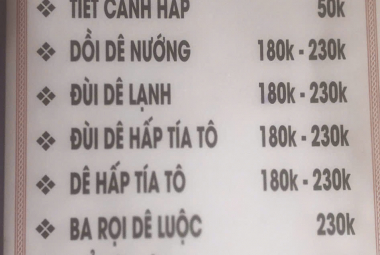 TIẾT CANH HẤP 50k
❖ DỒI DÊ NƯỚNG 180k - 230k
❖ ĐÙI DÊ LẠNH 180k - 230k
❖ ĐÙI DÊ HẤP TÍA TÔ 180k - 230k
❖ DÊ HẤP TÍA TÔ 180k - 230k
❖ BA RỌI DÊ LUỘC 230k